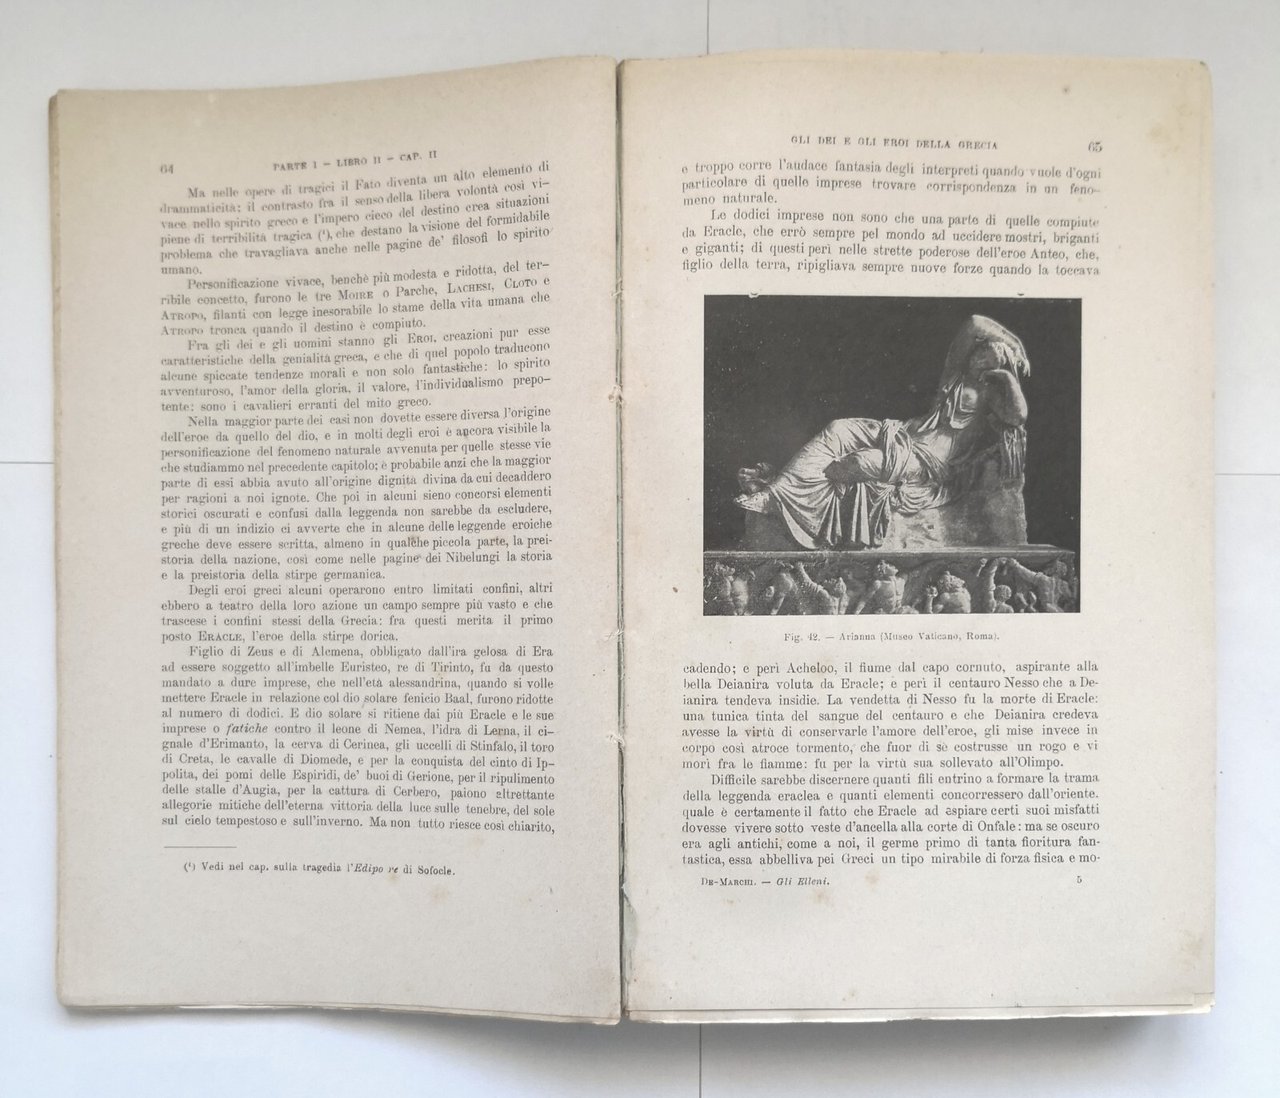 64
PARTE I — LIBRO II — CAP. II
Ma nelle opere di tragici il Fato diventa un alto elemento di
drammaticità; il contrasto fra il senso della libera volontà così vi-
vace nello spirito greco e l'impero cieco del destino crea situazioni
piene di terribilità tragica (¹), che destano la visione del formidabile
problema che travagliava anche nelle pagine de' filosofi lo spirito
umano.
Personificazione vivace, benchè più modesta e ridotta, del ter-
ribile concetto, furono le tre MOIRE o Parche, LACHESI, CLOTO e
ATROPO, filanti con legge inesorabile lo stame della vita umana che
ATROPO tronca quando il destino è compiuto.
Fra gli dei e gli uomini stanno gli EROI, creazioni pur esse
caratteristiche della genialità greca, e che di quel popolo traducono
alcune spiccate tendenze morali e non solo fantastiche: lo spirito
avventuroso, l'amor della gloria, il valore, l'individualismo prepo-
tente: sono i cavalieri erranti del mito greco.
Nella maggior parte dei casi non dovette essere diversa l'origine
dell'eroe da quello del dio, e in molti degli eroi è ancora visibile la
personificazione del fenomeno naturale avvenuta per quelle stesse vie
che studiammo nel precedente capitolo; è probabile anzi che la maggior
parte di essi abbia avuto all'origine dignità divina da cui decaddero
per ragioni a noi ignote. Che poi in alcuni sieno concorsi elementi
storici oscurati e confusi dalla leggenda non sarebbe da escludere,
e più di un indizio ci avverte che in alcune delle leggende eroiche
greche deve essere scritta, almeno in qualche piccola parte, la prei-
storia della nazione, così come nelle pagine dei Nibelungi la storia
e la preistoria della stirpe germanica.
Degli eroi greci alcuni operarono entro limitati confini, altri
ebbero a teatro della loro azione un campo sempre più vasto e che
trascese i confini stessi della Grecia: fra questi merita il primo
posto ERACLE, l'eroe della stirpe dorica.
Figlio di Zeus e di Alcmena, obbligato dall'ira gelosa di Era
ad essere soggetto all'imbelle Euristeo, re di Tirinto, fu da questo
mandato a dure imprese, che nell'età alessandrina, quando si volle
mettere Eracle in relazione col dio solare fenicio Baal, furono ridotte
al numero di dodici. E dio solare si ritiene dai più Eracle e le sue
imprese o fatiche contro il leone di Nemea, l'idra di Lerna, il ci-
gnale d'Erimanto, la cerva di Cerinea, gli uccelli di Stinfalo, il toro
di Creta, le cavalle di Diomede, e per la conquista del cinto di Ip-
polita, dei pomi delle Espiridi, de' buoi di Gerione, per il ripulimento
delle stalle d'Augia, per la cattura di Cerbero, paiono altrettante
allegorie mitiche dell'eterna vittoria della luce sulle tenebre, del sole
sul cielo tempestoso e sull'inverno. Ma non tutto riesce così chiarito,
(¹) Vedi nel cap. sulla tragedia l'Edipo re di Sofocle.
GLI DEI E GLI EROI DELLA GRECIA
65
e troppo corre l'audace fantasia degli interpreti quando vuole d'ogni
particolare di quelle imprese trovare corrispondenza in un feno-
meno naturale.
Le dodici imprese non sono che una parte di quelle compiute
da Eracle, che errò sempre pel mondo ad uccidere mostri, briganti
e giganti; di questi perì nelle strette poderose dell'eroe Anteo, che,
figlio della terra, ripigliava sempre nuove forze quando la toccava
Fig. 42. — Arianna (Museo Vaticano, Roma).
cadendo; e perì Acheloo, il fiume dal capo cornuto, aspirante alla
bella Deianira voluta da Eracle; e perì il centauro Nesso che a De-
ianira tendeva insidie. La vendetta di Nesso fu la morte di Eracle:
una tunica tinta del sangue del centauro e che Deianira credeva
avesse la virtù di conservarle l'amore dell'eroe, gli mise invece in
corpo così atroce tormento, che fuor di sè costrusse un rogo e vi
morì fra le fiamme: fu per la virtù sua sollevato all'Olimpo.
Difficile sarebbe discernere quanti fili entrino a formare la trama
della leggenda eraclea e quanti elementi concorressero dall'oriente.
quale è certamente il fatto che Eracle ad espiare certi suoi misfatti
dovesse vivere sotto veste d'ancella alla corte di Onfale: ma se oscuro
era agli antichi, come a noi, il germe primo di tanta fioritura fan-
tastica, essa abbelliva pei Greci un tipo mirabile di forza fisica e mo-
DE-MARCHI. — Gli Elleni.
5